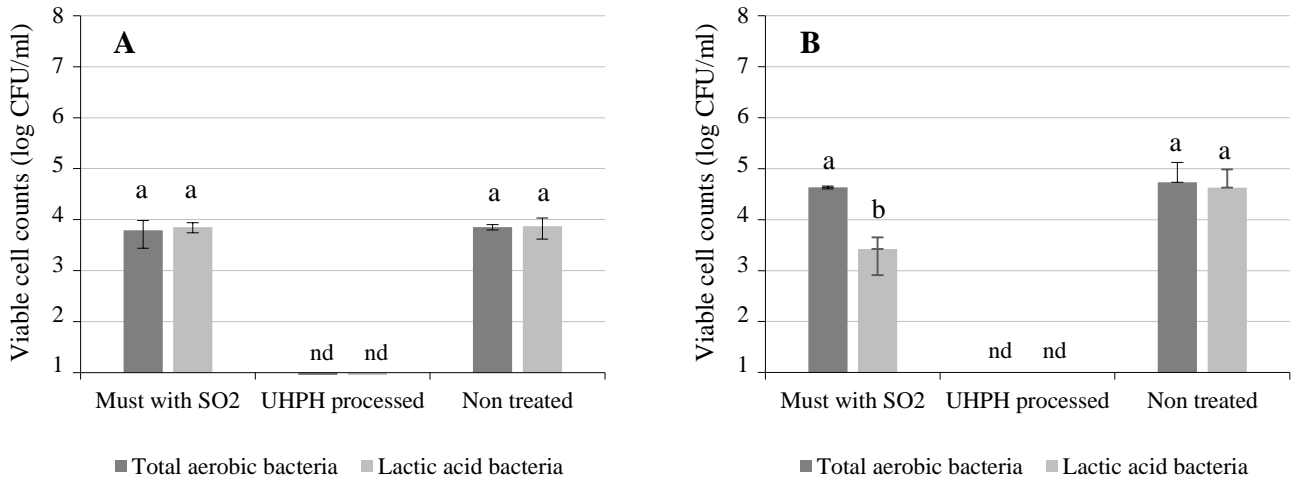 A
Viable cell counts (log CFU/ml)
8
7
6
5
4
3
2
1
a
a
nd
nd
a
a
Must with SO2
UHPH processed
Non treated
Total aerobic bacteria
Lactic acid bacteria
B
Viable cell counts (log CFU/ml)
8
7
6
5
4
3
2
1
a
b
nd
nd
a
a
Must with SO2
UHPH processed
Non treated
Total aerobic bacteria
Lactic acid bacteria